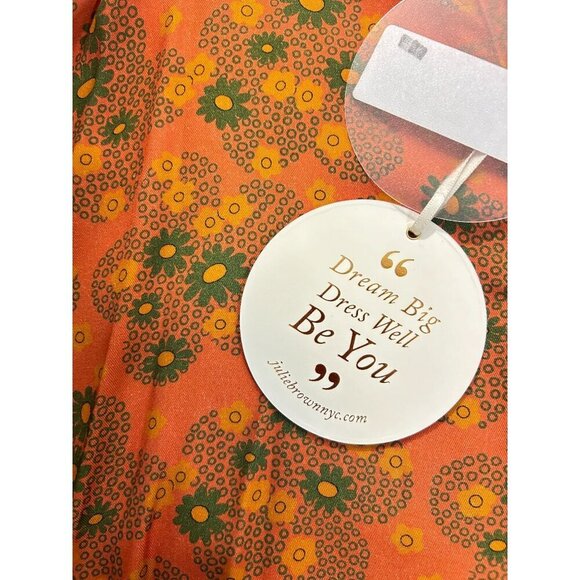 “
Dream Big
Dress Well
Be You
”
juliebrownnyc.com